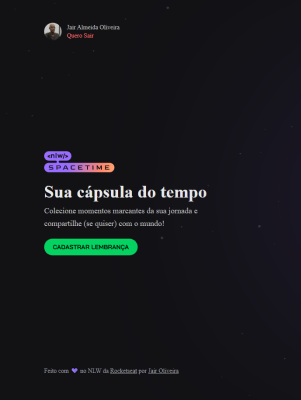 Jair Almeida Oliveira
Quero Sair
<nlw/>
SPACETIME
Sua cápsula do tempo
Colecione momentos marcantes da sua jornada e
compartilhe (se quiser) com o mundo!
CADASTRAR LEMBRANÇA
Feito com 💜 no NLW da Rocketseat por Jair Oliveira